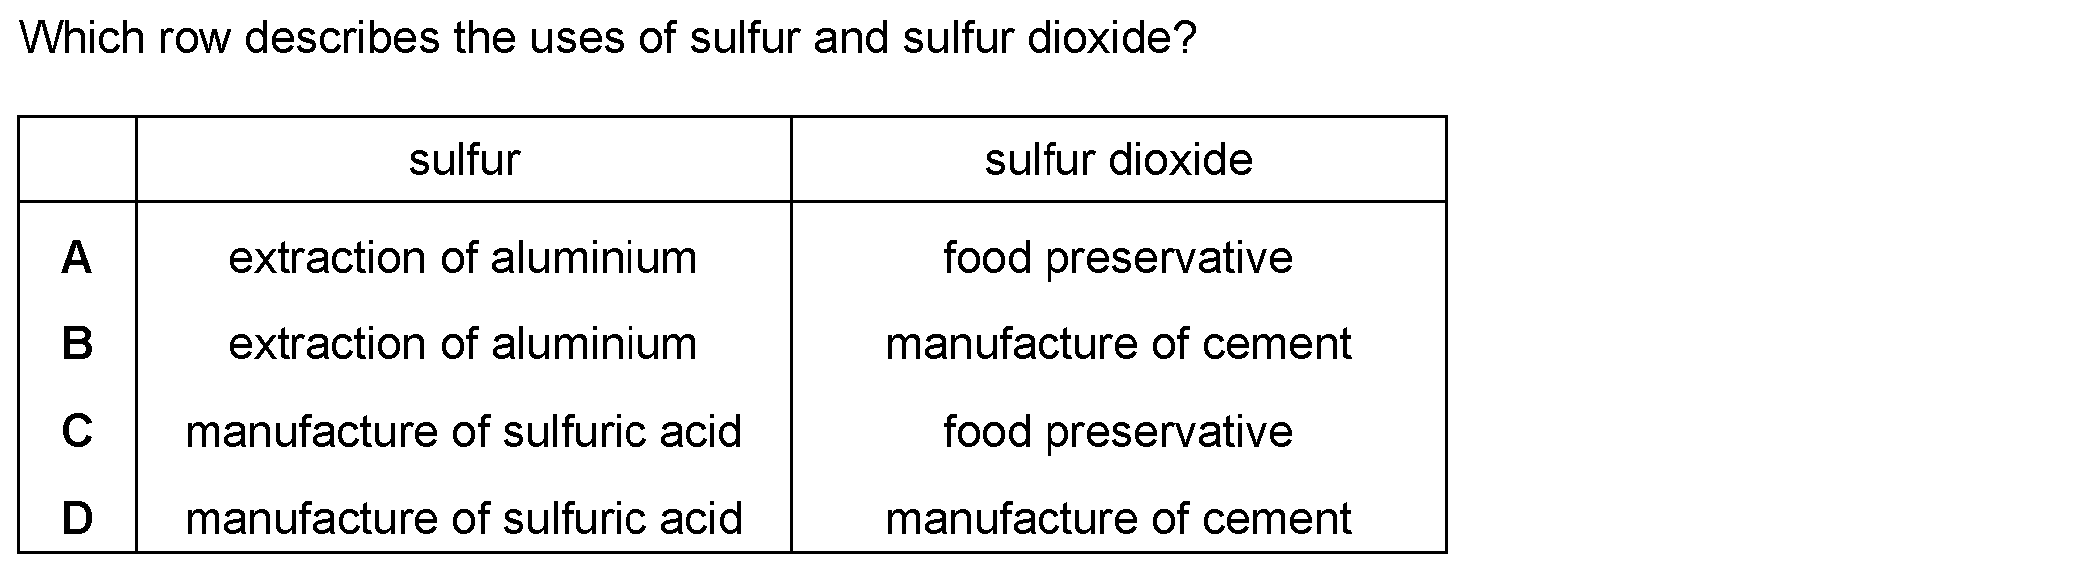 Which row describes the uses of sulfur and sulfur dioxide?
sulfur sulfur dioxide
A extraction of aluminium food preservative
B extraction of aluminium manufacture of cement
C manufacture of sulfuric acid food preservative
D manufacture of sulfuric acid manufacture of cement